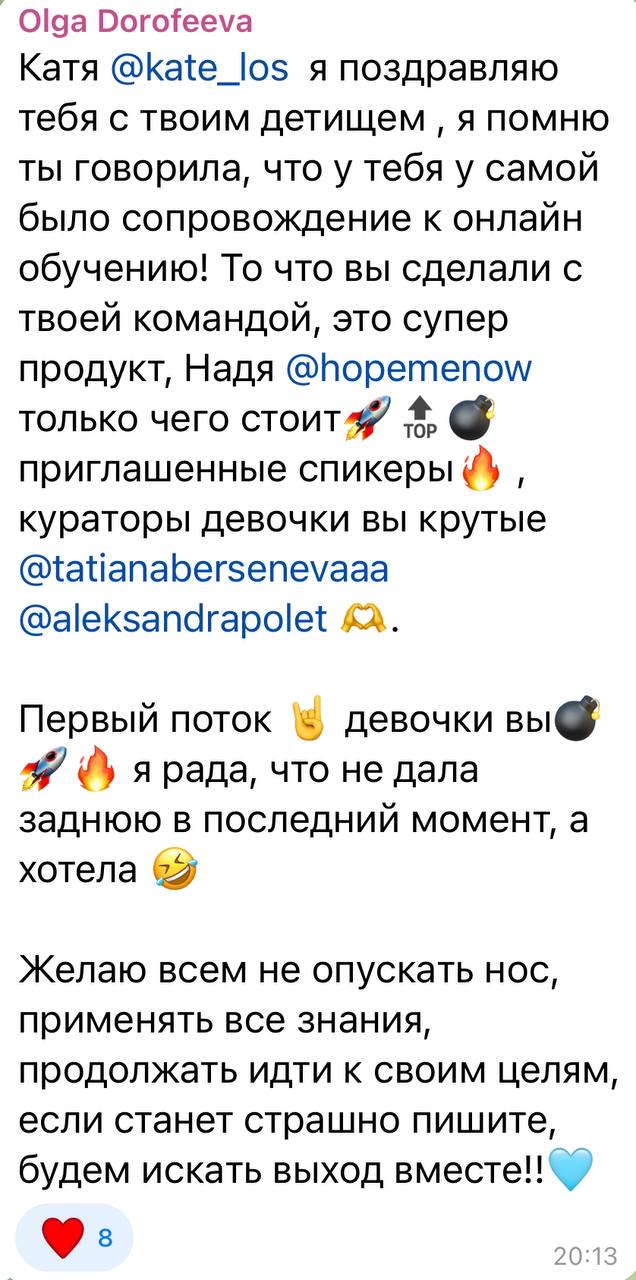 Olga Dorofeeva
Катя @kate_los я поздравляю
тебя с твоим детищем , я помню
ты говорила, что у тебя у самой
было сопровождение к онлайн
обучению! То что вы сделали с
твоей командой, это супер
продукт, Надя @hopemenow
только чего стоит🚀 🔝 💣
приглашенные спикеры🔥 ,
кураторы девочки вы крутые
@tatianabersenevaaa
@aleksandrapolet 🫶.
Первый поток 🤘 девочки вы💣
🚀 🔥 я рада, что не дала
заднюю в последний момент, а
хотела 🤣
Желаю всем не опускать нос,
применять все знания,
продолжать идти к своим целям,
если станет страшно пишите,
будем искать выход вместе!!🩵
❤️ 8
20:13